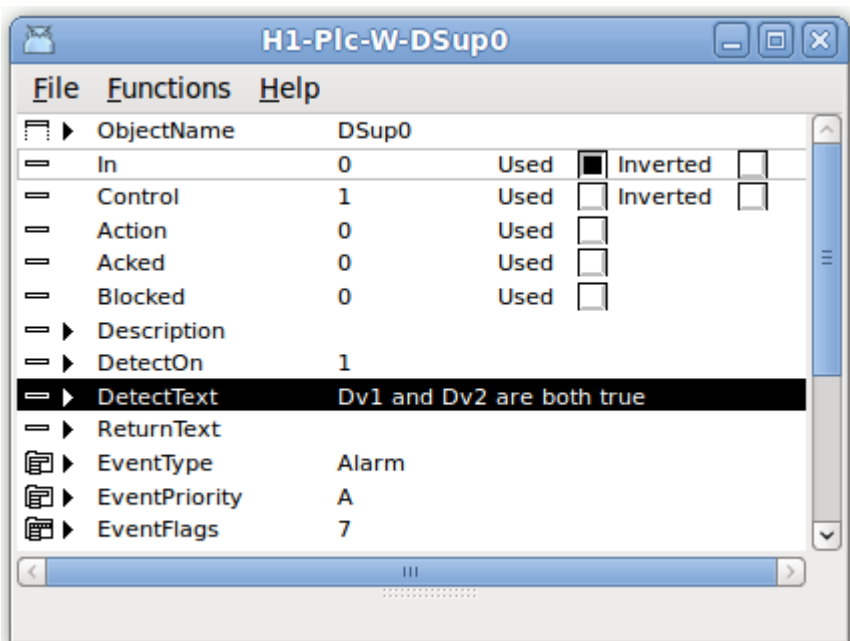 H1-Plc-W-DSup0
File Functions Help
ObjectName DSup0
In 0 Used Inverted
Control 1 Used Inverted
Action 0 Used
Acked 0 Used
Blocked 0 Used
Description
DetectOn 1
DetectText Dv1 and Dv2 are both true
ReturnText
EventType Alarm
EventPriority A
EventFlags 7